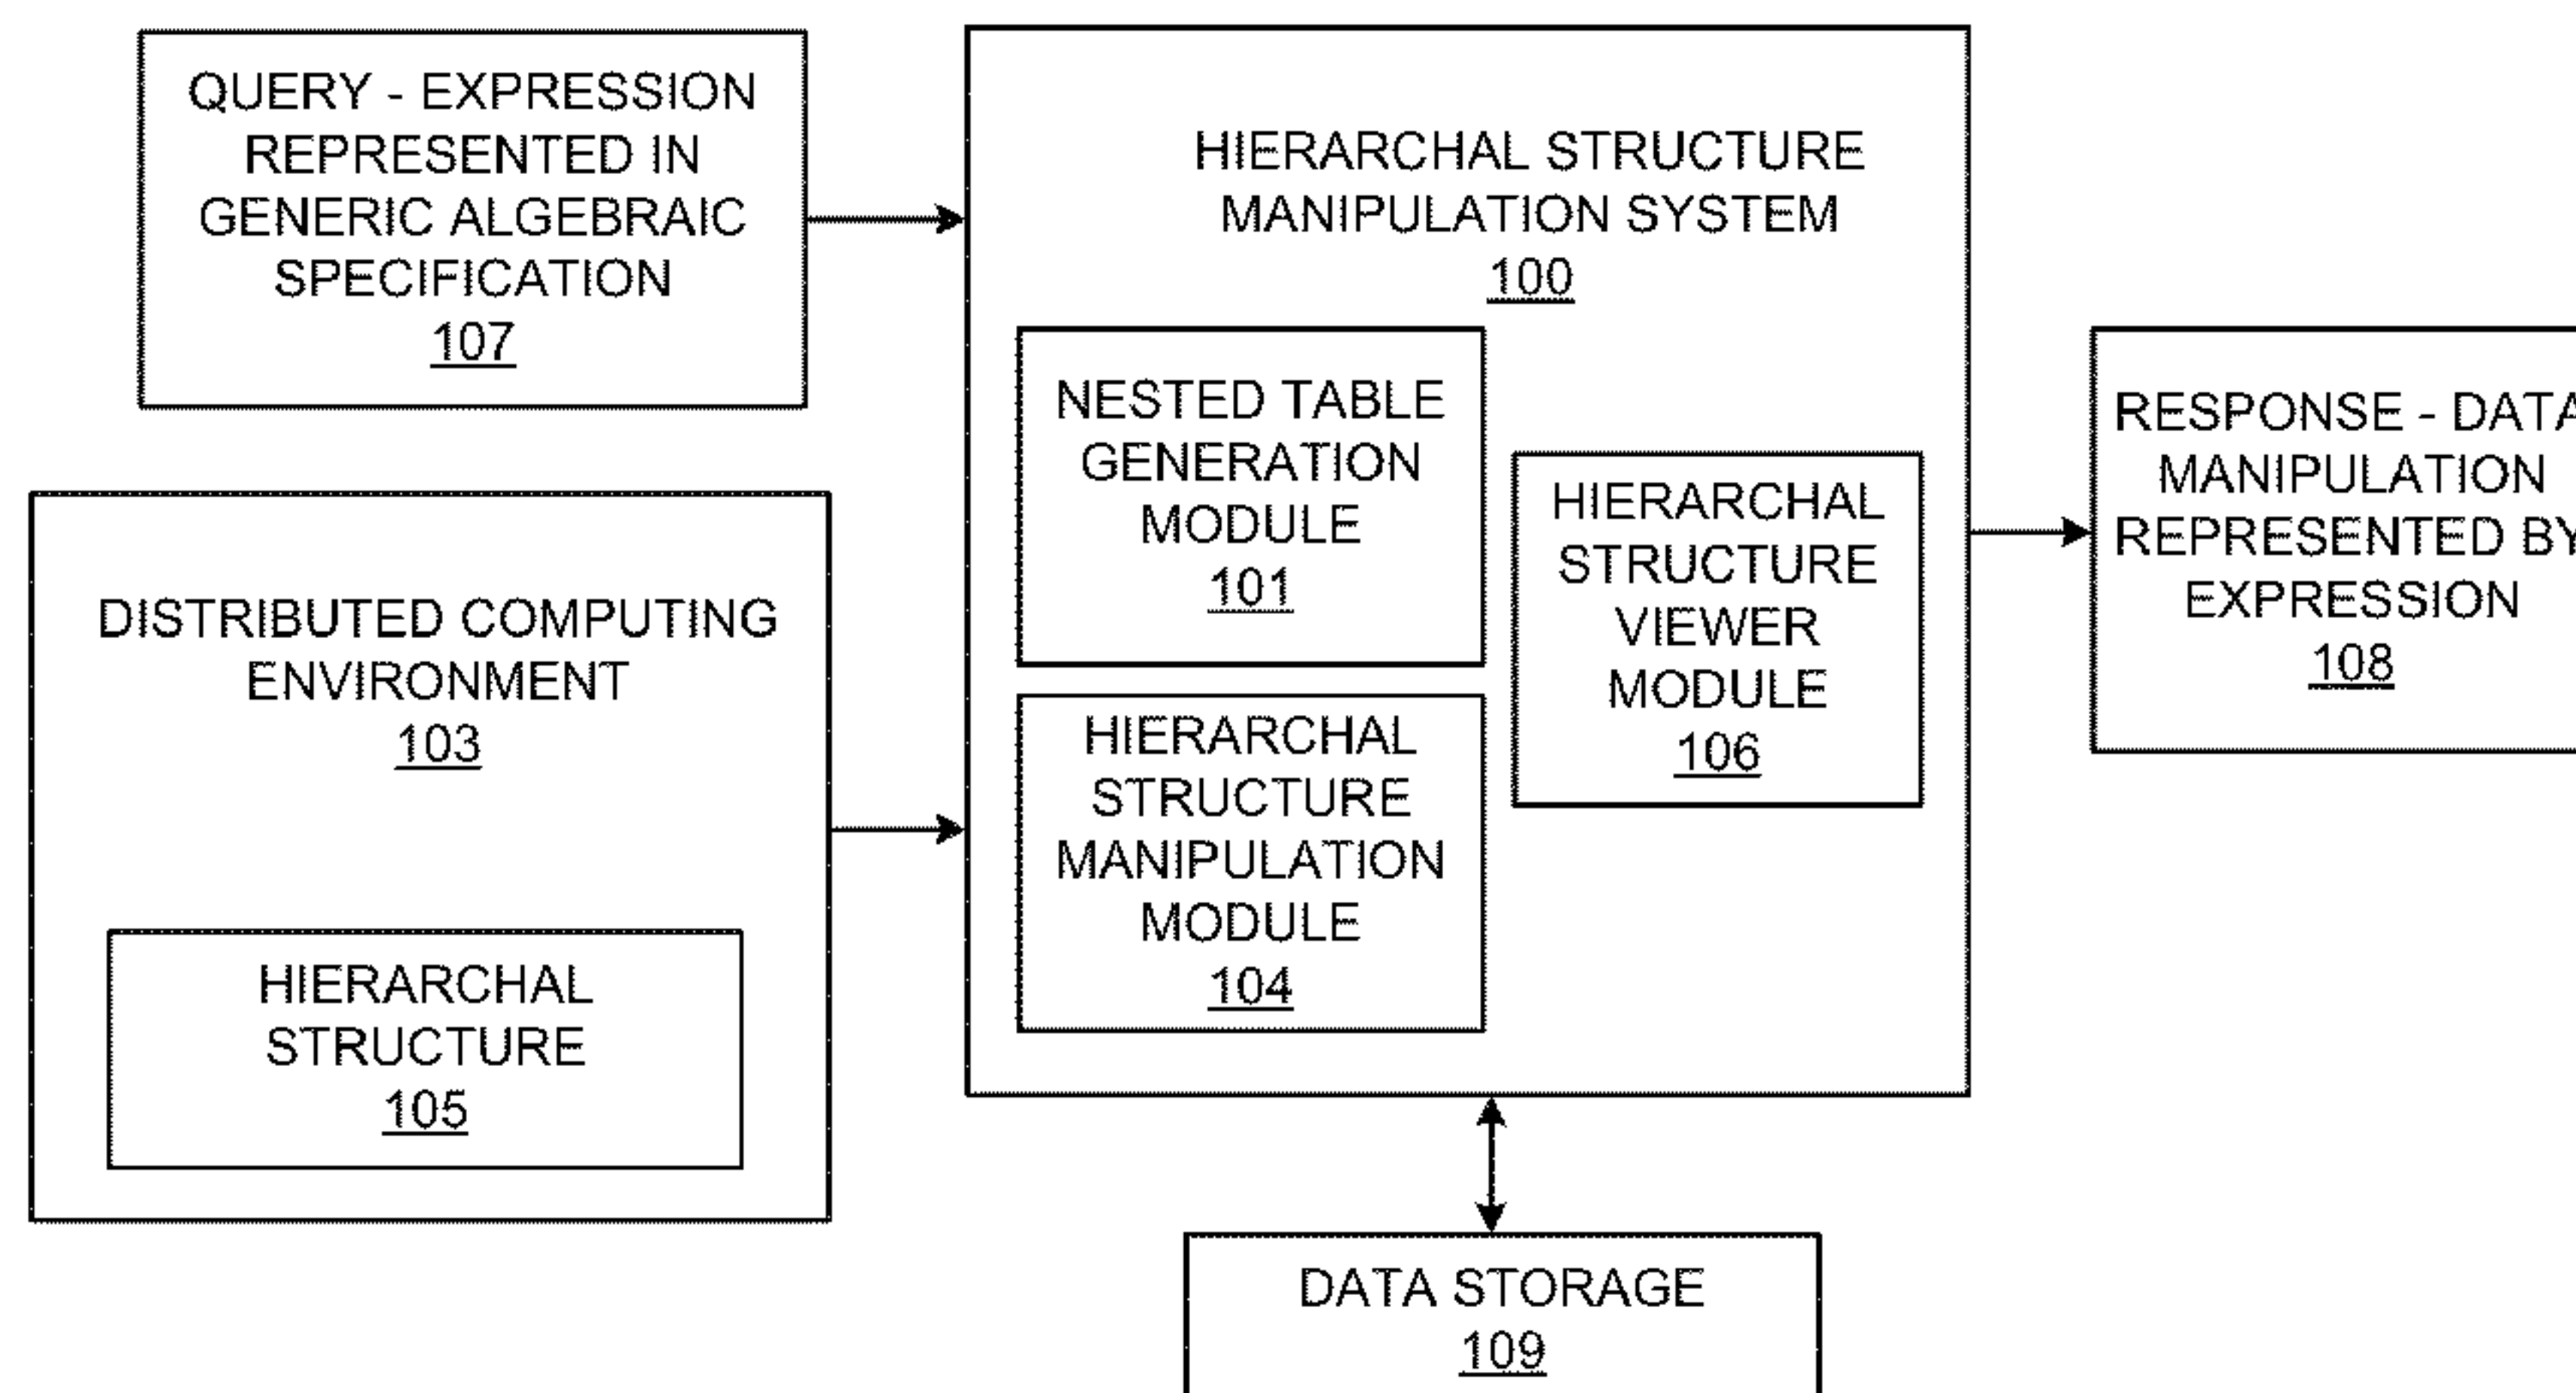 QUERY - EXPRESSION
REPRESENTED IN
GENERIC ALGEBRAIC
SPECIFICATION
107
DISTRIBUTED COMPUTING
ENVIRONMENT
103
HIERARCHAL
STRUCTURE
105
HIERARCHAL STRUCTURE
MANIPULATION SYSTEM
100
NESTED TABLE
GENERATION
MODULE
101
HIERARCHAL
STRUCTURE
MANIPULATION
MODULE
104
HIERARCHAL
STRUCTURE
VIEWER
MODULE
106
RESPONSE - DATA
MANIPULATION
REPRESENTED BY
EXPRESSION
108
DATA STORAGE
109